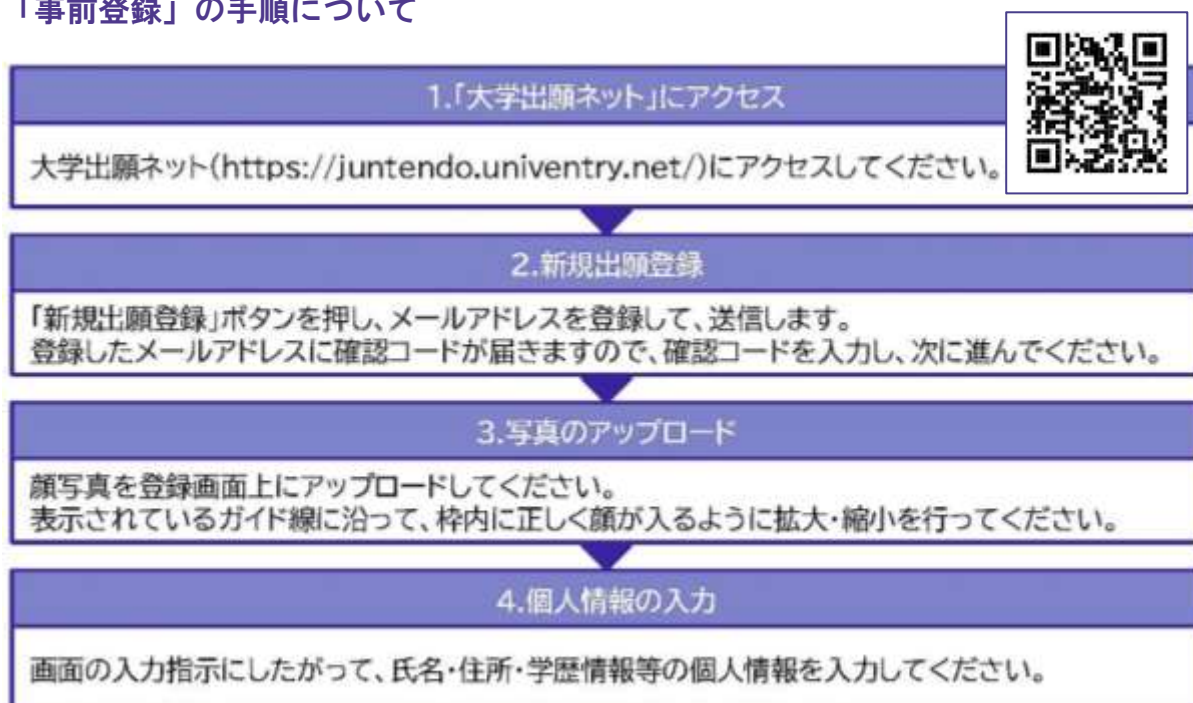 「事前登録」の手順について
1.「大学出願ネット」にアクセス
大学出願ネット(https://juntendo.univentry.net/)にアクセスしてください。
2.新規出願登録
「新規出願登録」ボタンを押し、メールアドレスを登録して、送信します。
登録したメールアドレスに確認コードが届きますので、確認コードを入力し、次に進んでください。
3.写真のアップロード
顔写真を登録画面上にアップロードしてください。
表示されているガイド線に沿って、枠内に正しく顔が入るように拡大・縮小を行ってください。
4.個人情報の入力
画面の入力指示にしたがって、氏名・住所・学歴情報等の個人情報を入力してください。